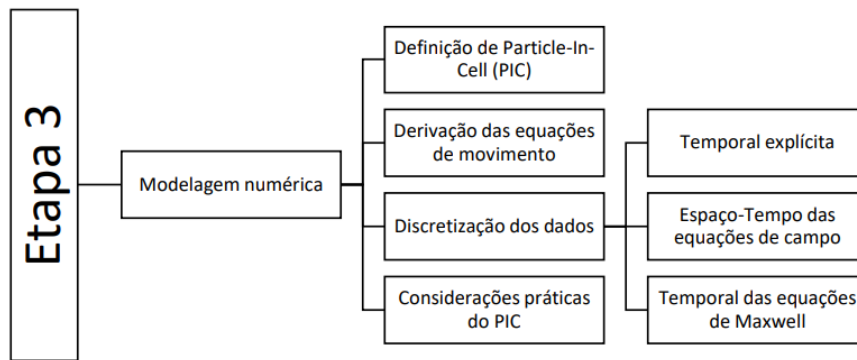 Etapa 3
Modelagem numérica
Definição de Particle-In-
Cell (PIC)
Derivação das equações
de movimento
Discretização dos dados
Considerações práticas
do PIC
Temporal explícita
Espaço-Tempo das
equações de campo
Temporal das equações
de Maxwell